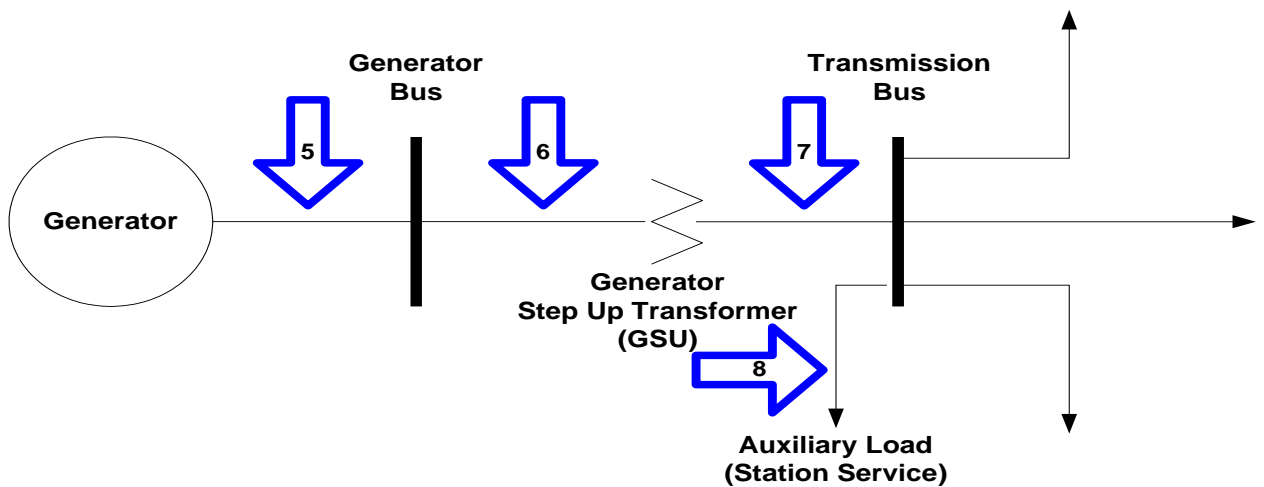 Generator
Bus
Transmission
Bus
5
6
7
Generator
Generator
Step Up Transformer
(GSU)
8
Auxiliary Load
(Station Service)